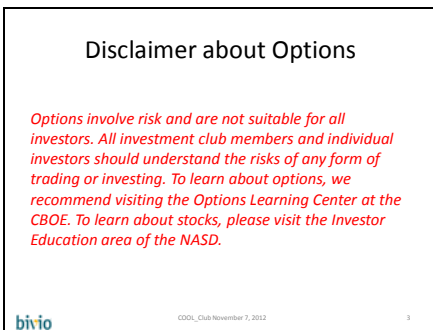 Disclaimer about Options
Options involve risk and are not suitable for all
investors. All investment club members and individual
investors should understand the risks of any form of
trading or investing. To learn about options, we
recommend visiting the Options Learning Center at the
CBOE. To learn about stocks, please visit the Investor
Education area of the NASD.
bivio
COOL_Club November 7, 2012
3